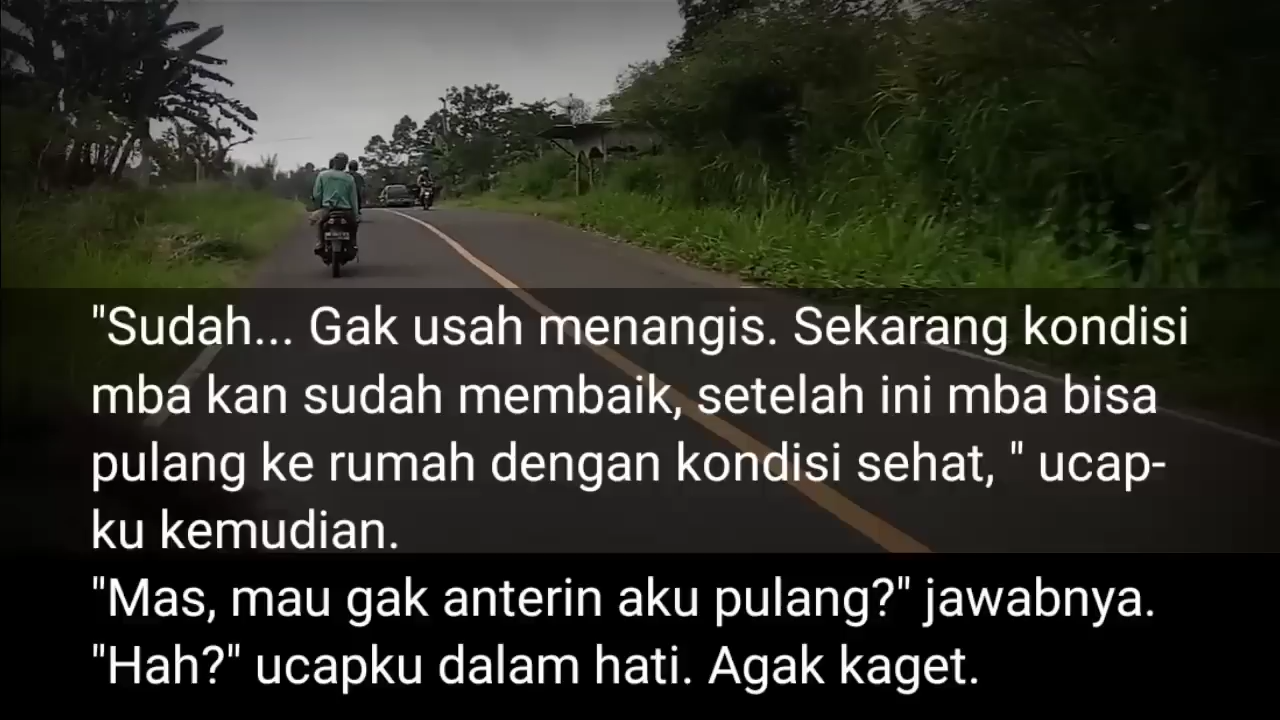 "Sudah... Gak usah menangis. Sekarang kondisi
mba kan sudah membaik, setelah ini mba bisa
pulang ke rumah dengan kondisi sehat, " ucap-
ku kemudian.
"Mas, mau gak anterin aku pulang?" jawabnya.
"Hah?" ucapku dalam hati. Agak kaget.